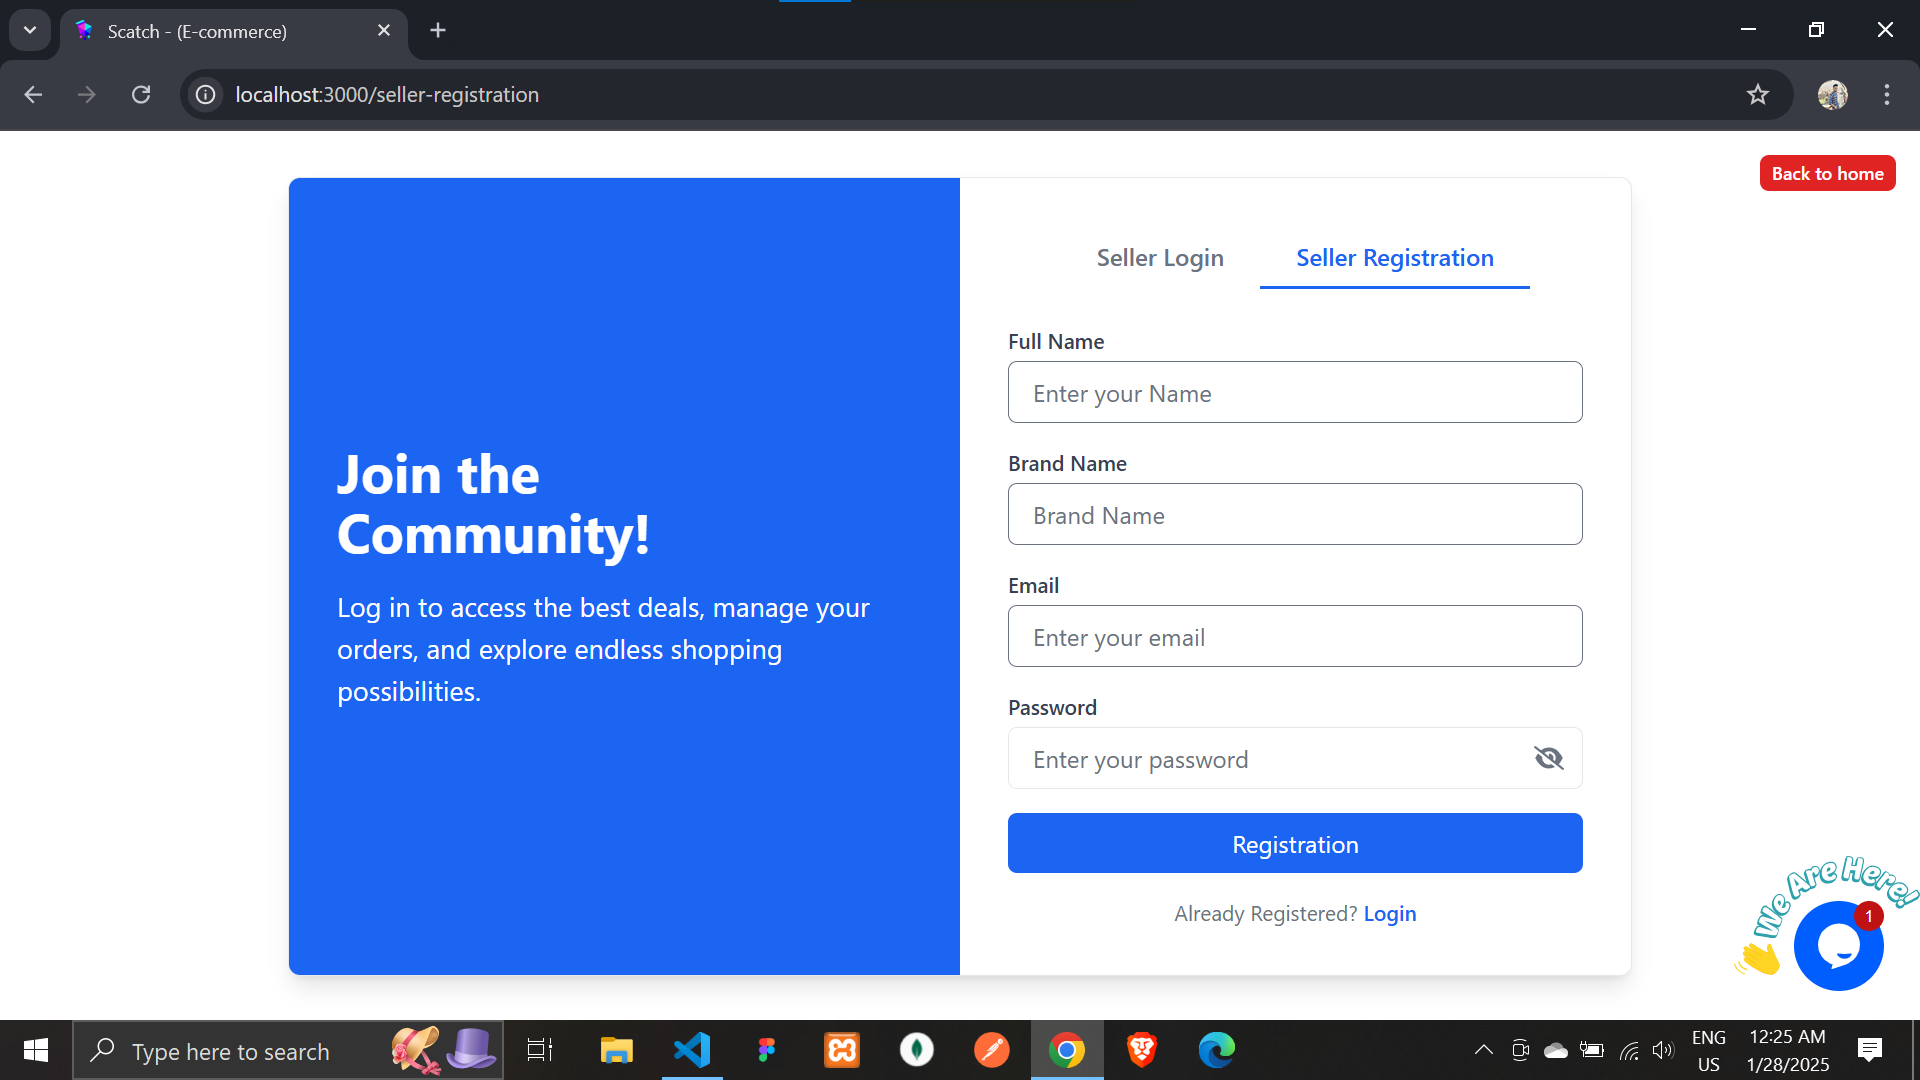 Scatch - (E-commerce)
localhost:3000/seller-registration
Back to home
Seller Login
Seller Registration
Join the
Community!
Log in to access the best deals, manage your
orders, and explore endless shopping
possibilities.
Full Name
Enter your Name
Brand Name
Brand Name
Email
Enter your email
Password
Enter your password
Registration
Already Registered? Login
We Are Here!
1
Type here to search
ENG
US
12:25 AM
1/28/2025